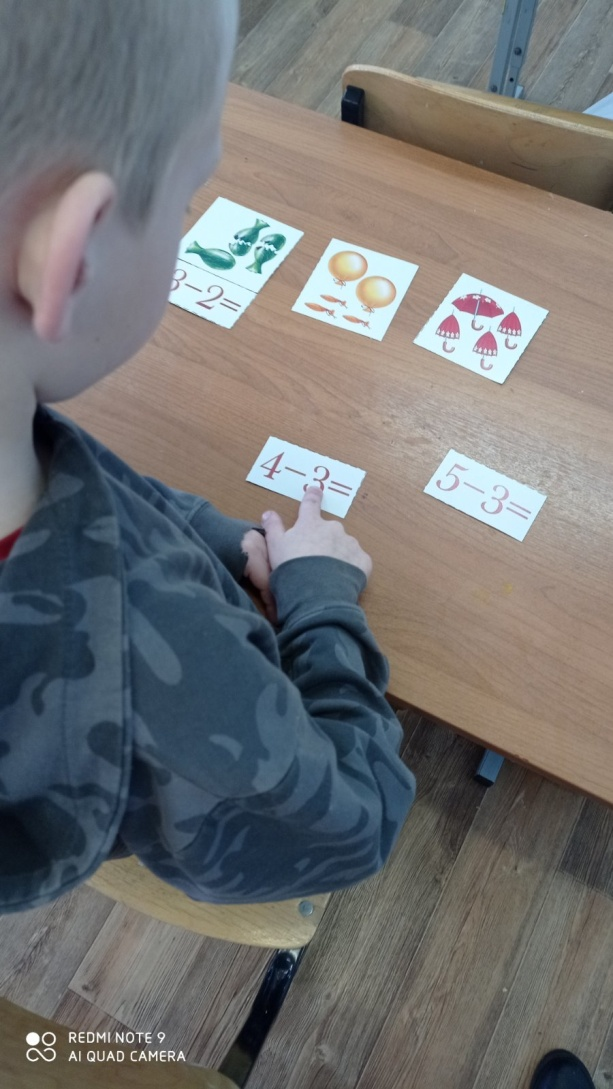 3-2=
4-3=
5-3=
REDMI NOTE 9
AI QUAD CAMERA